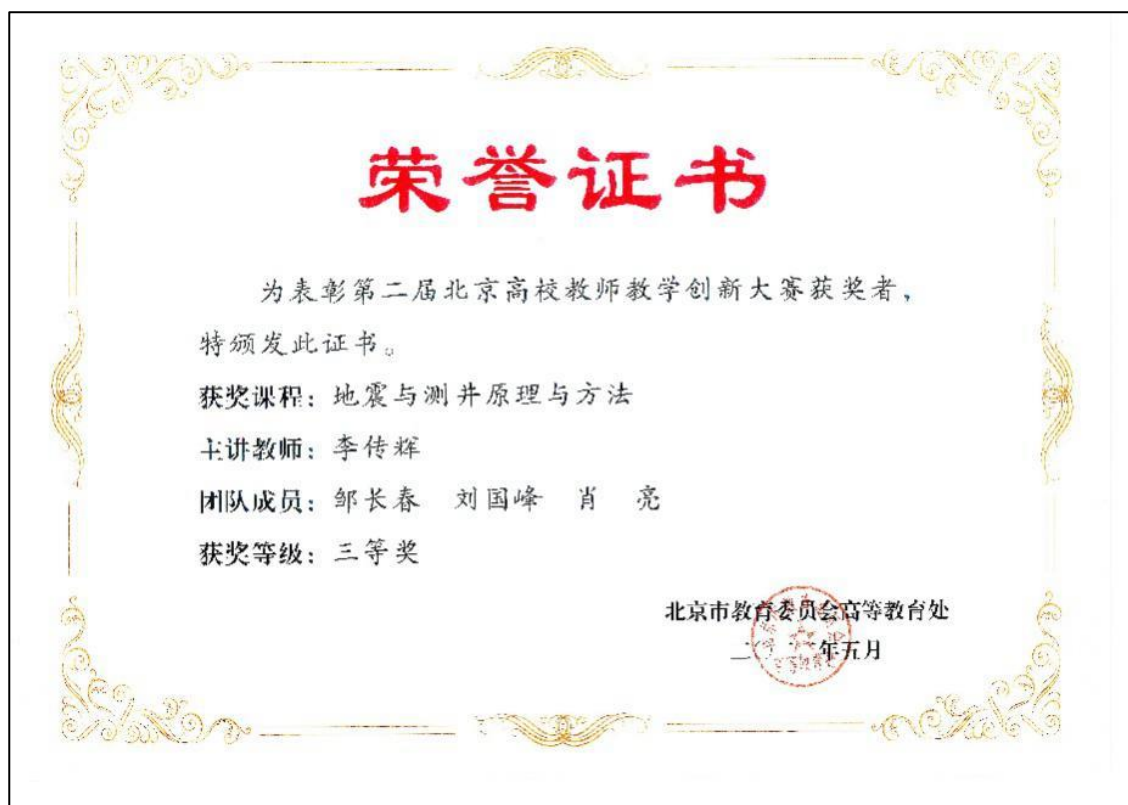 荣誉证书
为表彰第二届北京高校教师教学创新大赛获奖者，
特颁发此证书。
获奖课程：地震与测井原理与方法
主讲教师：李传辉
团队成员：邹长春 刘国峰 肖 亮
获奖等级：三等奖
北京市教育委员会高等教育处
年五月